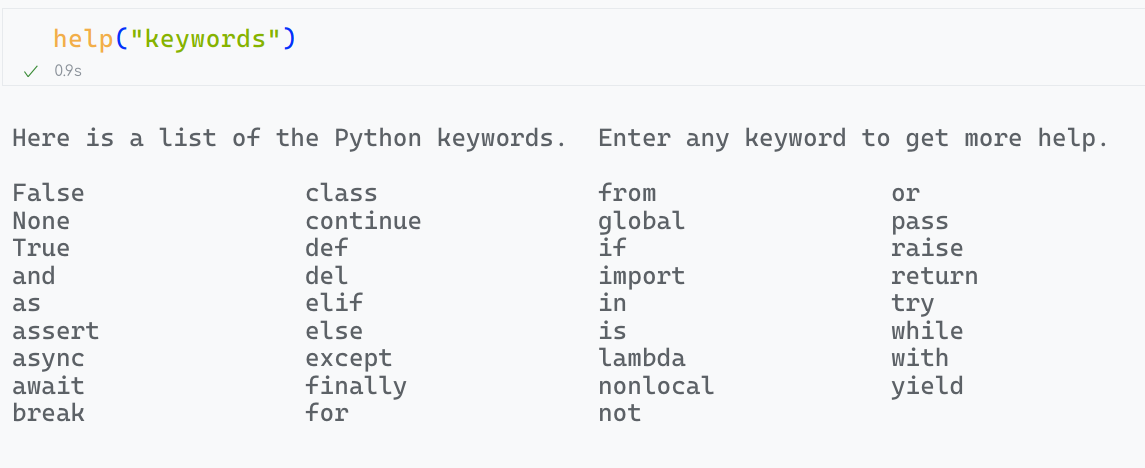 help("keywords")
0.9s
Here is a list of the Python keywords.  Enter any keyword to get more help.
False               class               from                or
None                continue            global              pass
True                def                 if                  raise
and                 del                 import              return
as                  elif                in                  try
assert              else                is                  while
async               except              lambda              with
await               finally             nonlocal            yield
break               for                 not